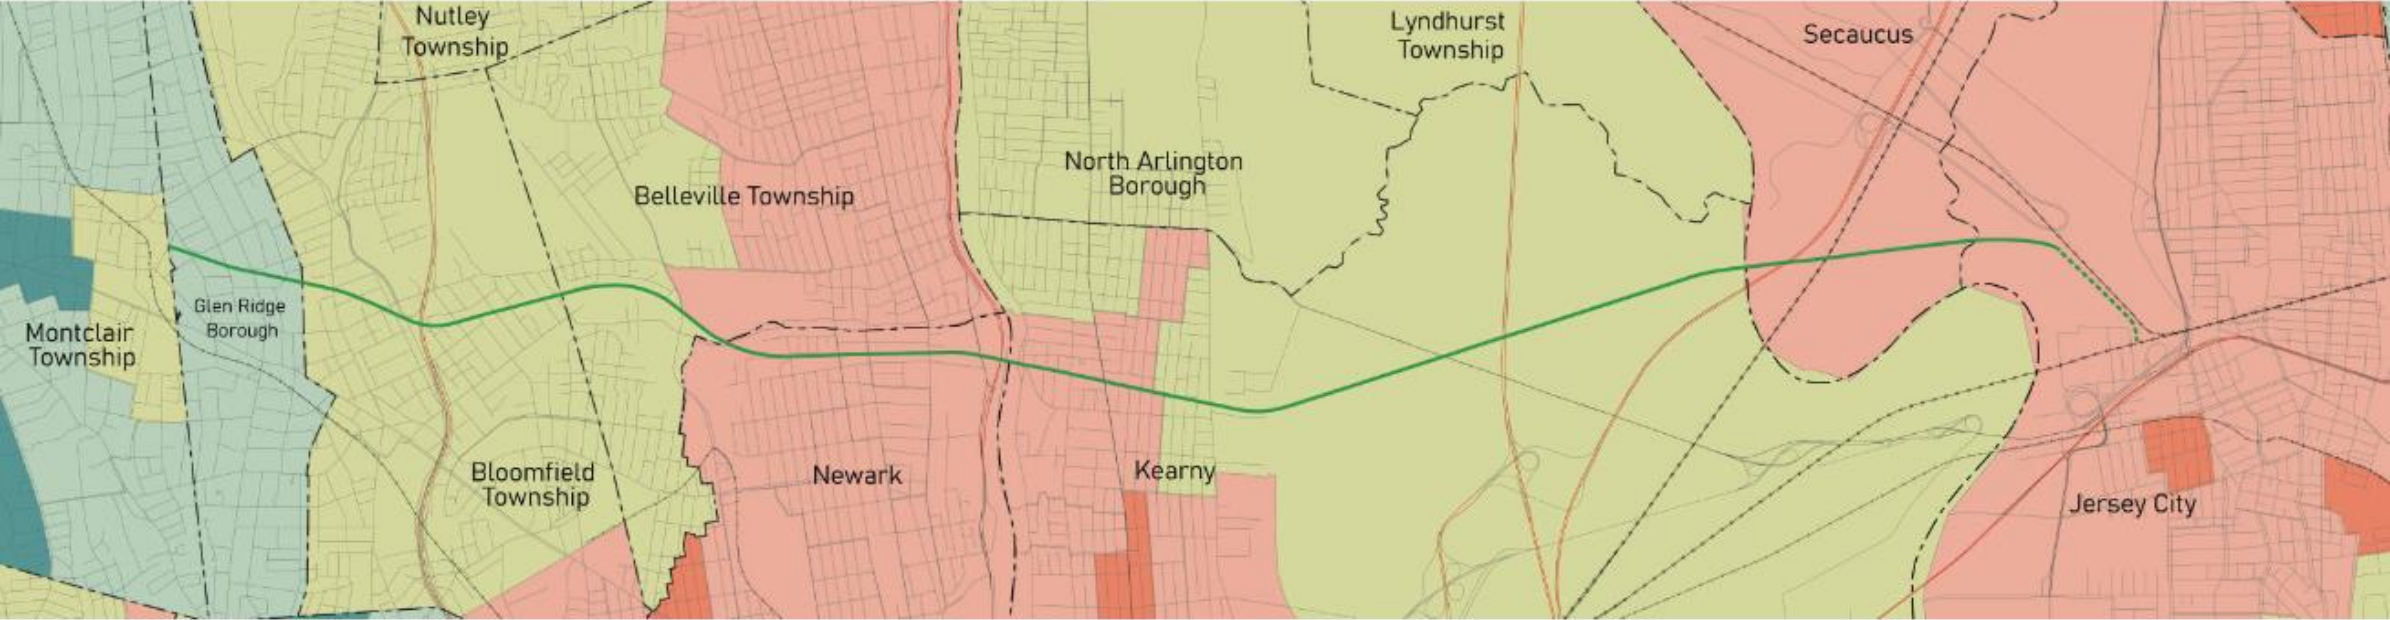 Nutley
Township
Lyndhurst
Township
Secaucus
North Arlington
Borough
Belleville Township
Glen Ridge
Borough
Montclair
Township
Bloomfield
Township
Newark
Kearny
Jersey City